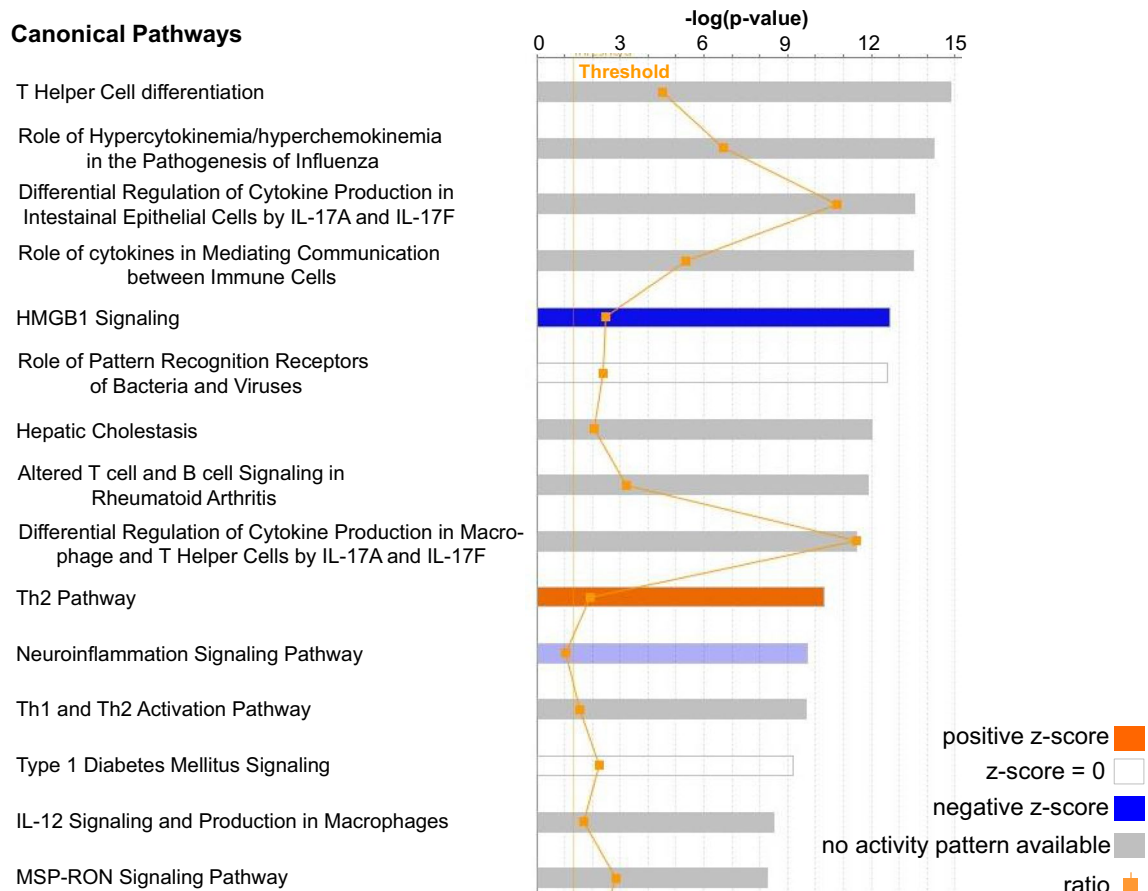 -log(p-value)
Canonical Pathways
0 3 6 9 12 15
Threshold
T Helper Cell differentiation
Role of Hypercytokinemia/hyperchemokinemia
in the Pathogenesis of Influenza
Differential Regulation of Cytokine Production in
Intestainal Epithelial Cells by IL-17A and IL-17F
Role of cytokines in Mediating Communication
between Immune Cells
HMGB1 Signaling
Role of Pattern Recognition Receptors
of Bacteria and Viruses
Hepatic Cholestasis
Altered T cell and B cell Signaling in
Rheumatoid Arthritis
Differential Regulation of Cytokine Production in Macro-
phage and T Helper Cells by IL-17A and IL-17F
Th2 Pathway
Neuroinflammation Signaling Pathway
Th1 and Th2 Activation Pathway
Type 1 Diabetes Mellitus Signaling
IL-12 Signaling and Production in Macrophages
MSP-RON Signaling Pathway
positive z-score
z-score = 0
negative z-score
no activity pattern available
ratio